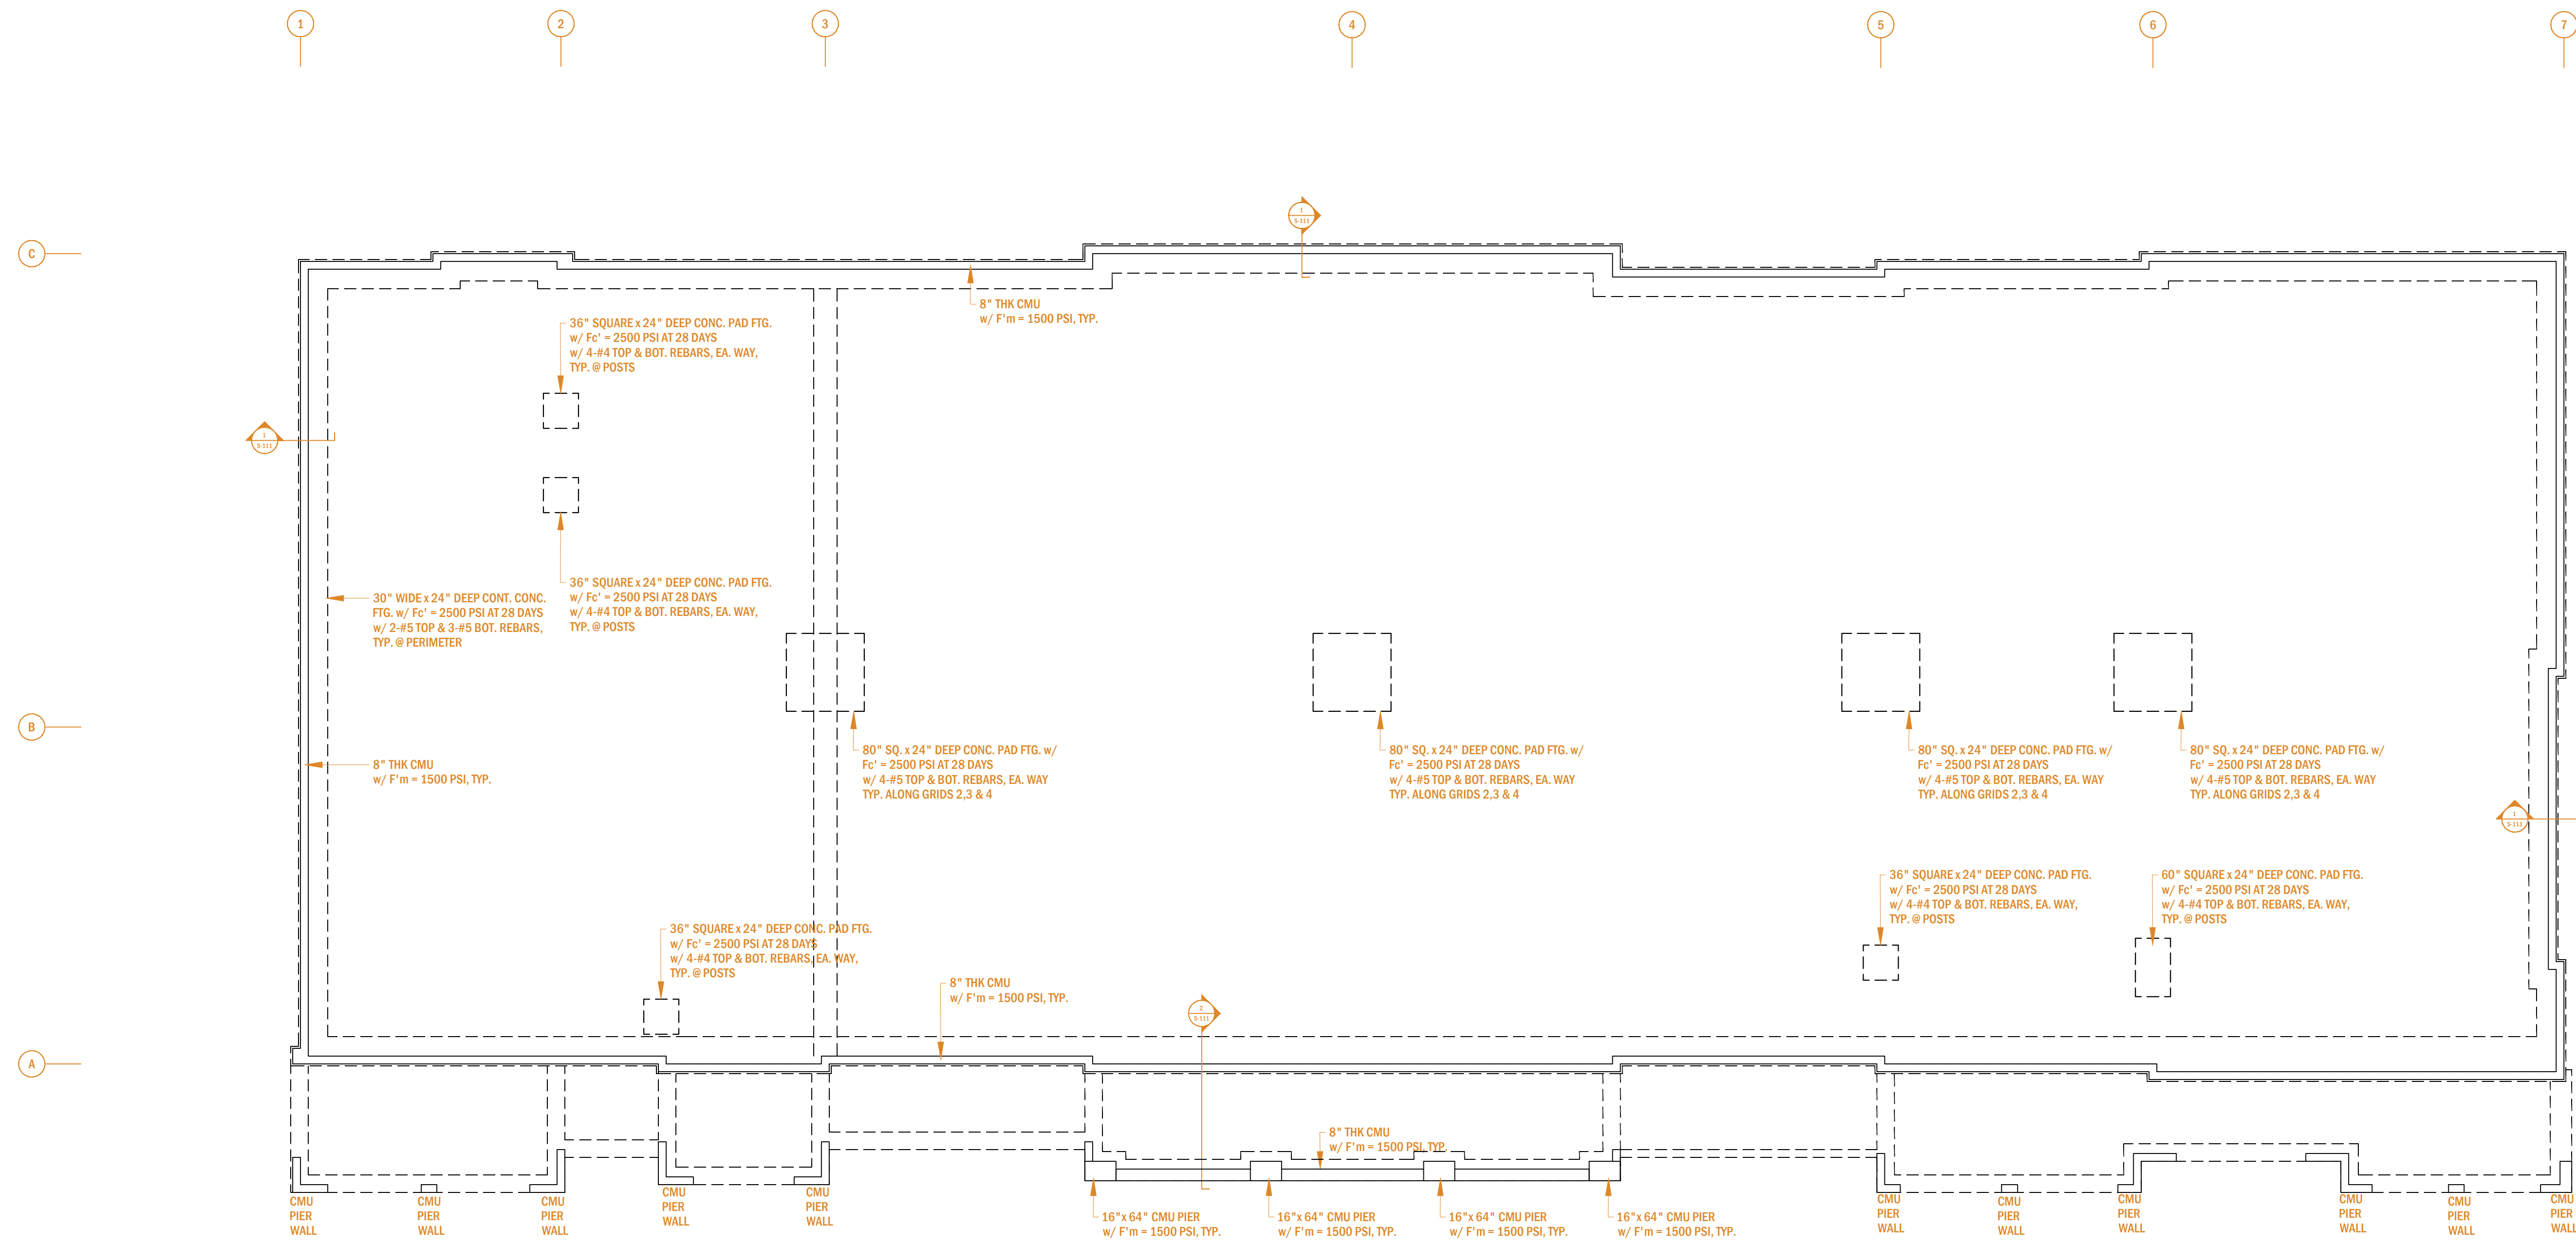 1
2
3
4
5
6
7
C
1
S-111
8" THK CMU
w/ F'm = 1500 PSI, TYP.
36" SQUARE x 24" DEEP CONC. PAD FTG.
w/ Fc' = 2500 PSI AT 28 DAYS
w/ 4-#4 TOP & BOT. REBARS, EA. WAY,
TYP. @ POSTS
1
S-111
36" SQUARE x 24" DEEP CONC. PAD FTG.
w/ Fc' = 2500 PSI AT 28 DAYS
w/ 4-#4 TOP & BOT. REBARS, EA. WAY,
TYP. @ POSTS
30" WIDE x 24" DEEP CONT. CONC.
FTG. w/ Fc' = 2500 PSI AT 28 DAYS
w/ 2-#5 TOP & 3-#5 BOT. REBARS,
TYP. @ PERIMETER
B
8" THK CMU
w/ F'm = 1500 PSI, TYP.
80" SQ. x 24" DEEP CONC. PAD FTG. w/
Fc' = 2500 PSI AT 28 DAYS
w/ 4-#5 TOP & BOT. REBARS, EA. WAY
TYP. ALONG GRIDS 2,3 & 4
80" SQ. x 24" DEEP CONC. PAD FTG. w/
Fc' = 2500 PSI AT 28 DAYS
w/ 4-#5 TOP & BOT. REBARS, EA. WAY
TYP. ALONG GRIDS 2,3 & 4
80" SQ. x 24" DEEP CONC. PAD FTG. w/
Fc' = 2500 PSI AT 28 DAYS
w/ 4-#5 TOP & BOT. REBARS, EA. WAY
TYP. ALONG GRIDS 2,3 & 4
80" SQ. x 24" DEEP CONC. PAD FTG. w/
Fc' = 2500 PSI AT 28 DAYS
w/ 4-#5 TOP & BOT. REBARS, EA. WAY
TYP. ALONG GRIDS 2,3 & 4
1
S-111
36" SQUARE x 24" DEEP CONC. PAD FTG.
w/ Fc' = 2500 PSI AT 28 DAYS
w/ 4-#4 TOP & BOT. REBARS, EA. WAY,
TYP. @ POSTS
60" SQUARE x 24" DEEP CONC. PAD FTG.
w/ Fc' = 2500 PSI AT 28 DAYS
w/ 4-#4 TOP & BOT. REBARS, EA. WAY,
TYP. @ POSTS
36" SQUARE x 24" DEEP CONC. PAD FTG.
w/ Fc' = 2500 PSI AT 28 DAYS
w/ 4-#4 TOP & BOT. REBARS, EA. WAY,
TYP. @ POSTS
8" THK CMU
w/ F'm = 1500 PSI, TYP.
2
S-111
A
8" THK CMU
w/ F'm = 1500 PSI, TYP.
CMU
PIER
WALL
CMU
PIER
WALL
CMU
PIER
WALL
CMU
PIER
WALL
CMU
PIER
WALL
16"x 64" CMU PIER
w/ F'm = 1500 PSI, TYP.
16"x 64" CMU PIER
w/ F'm = 1500 PSI, TYP.
16"x 64" CMU PIER
w/ F'm = 1500 PSI, TYP.
16"x 64" CMU PIER
w/ F'm = 1500 PSI, TYP.
CMU
PIER
WALL
CMU
PIER
WALL
CMU
PIER
WALL
CMU
PIER
WALL
CMU
PIER
WALL
CMU
PIER
WALL